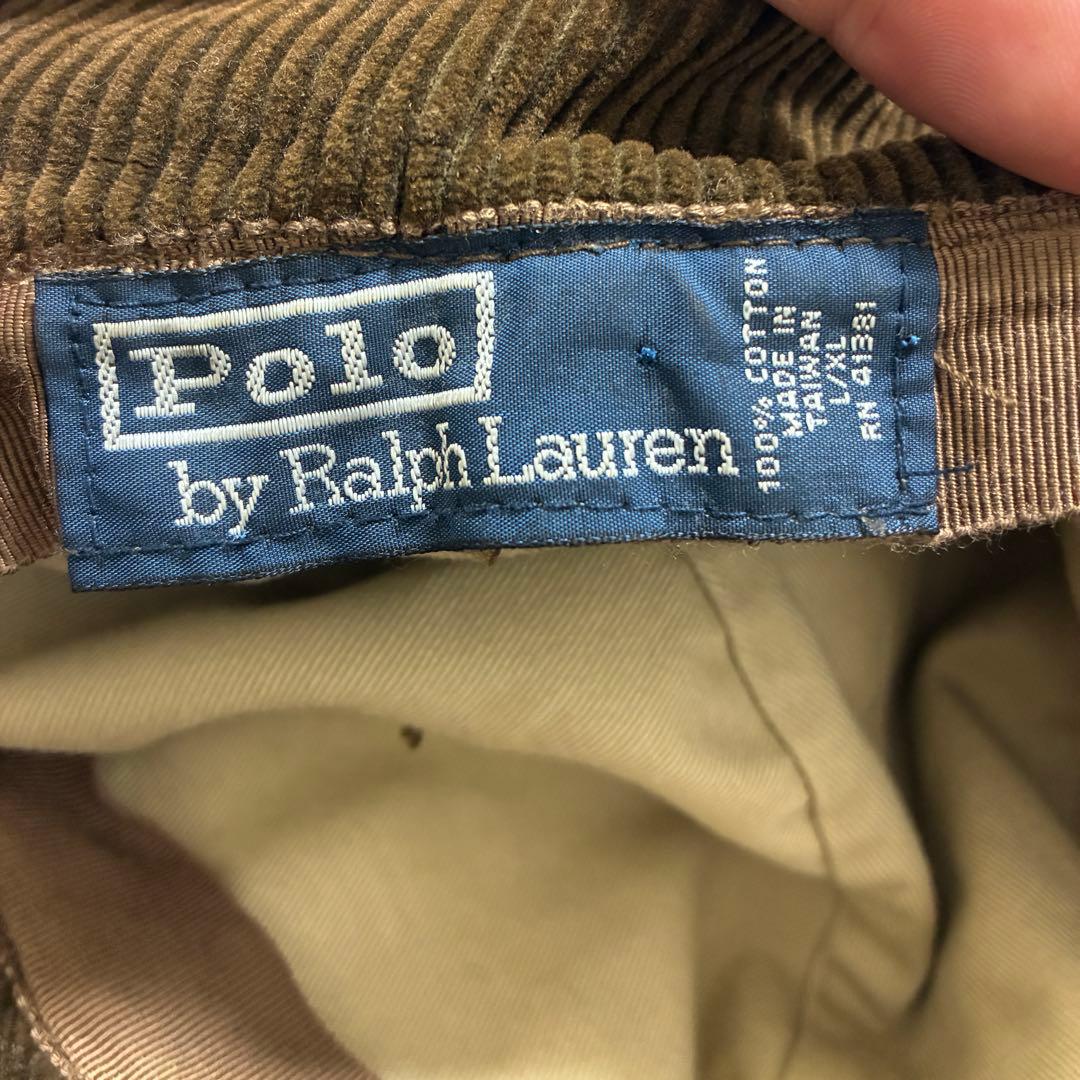 Polo
by Ralph Lauren
100% COTTON
MADE IN
TAIWAN
L/XL
RN 41381